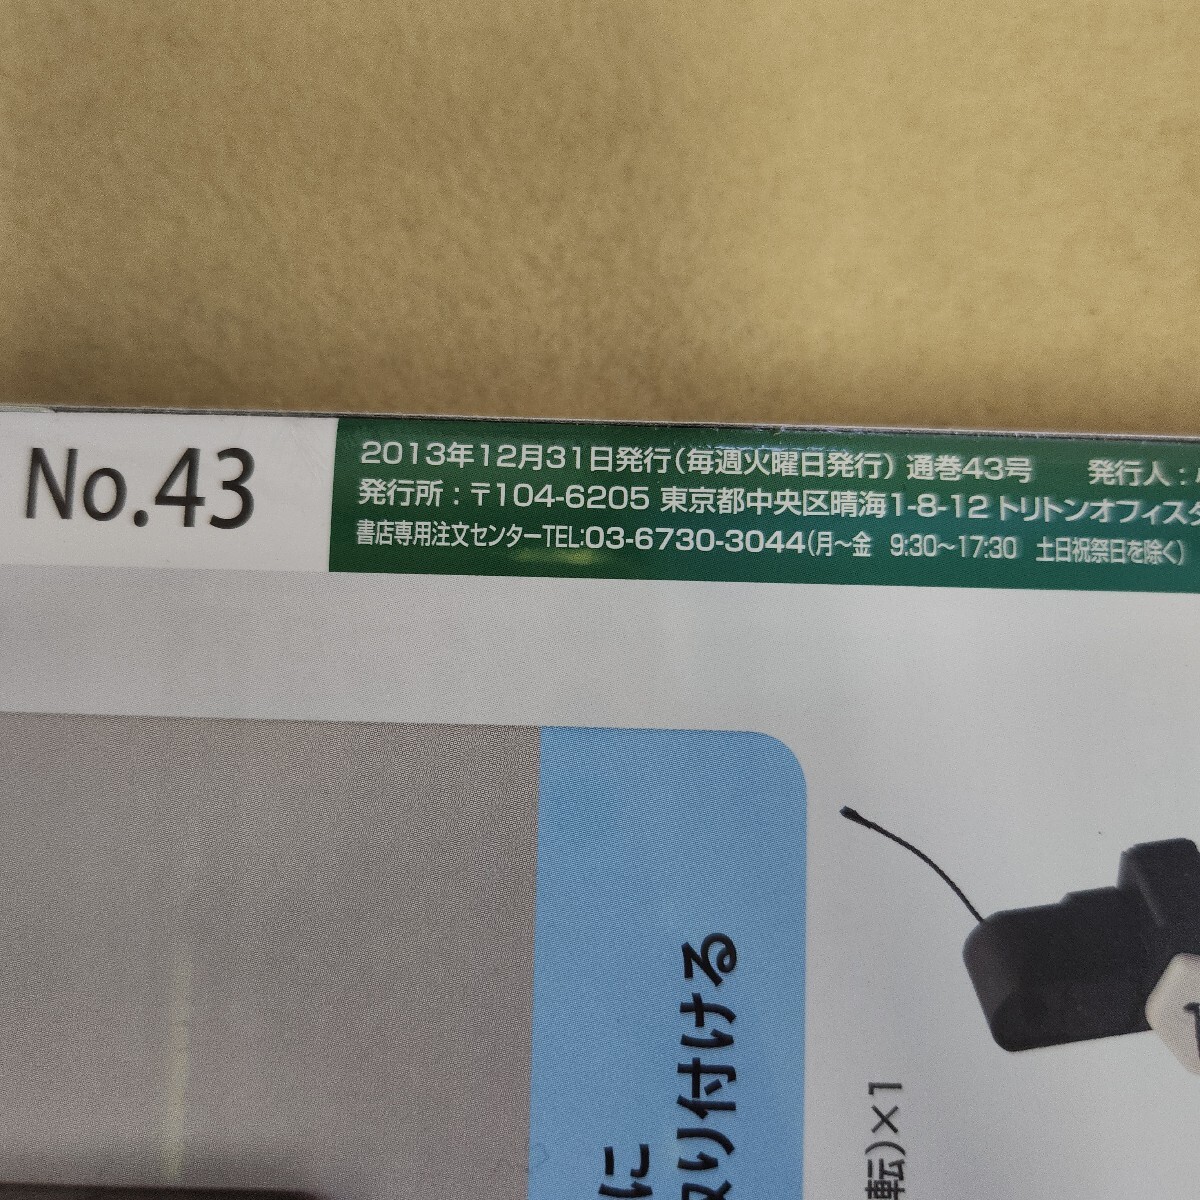 No.43
2013年12月31日発行(毎週火曜日発行) 通巻43号 発行人:
発行所:〒104-6205 東京都中央区晴海1-8-12 トリトンオフィスタ
書店専用注文センターTEL:03-6730-3044(月〜金 9:30〜17:30 土日祝祭日を除く)
に
取り付ける
転)×1